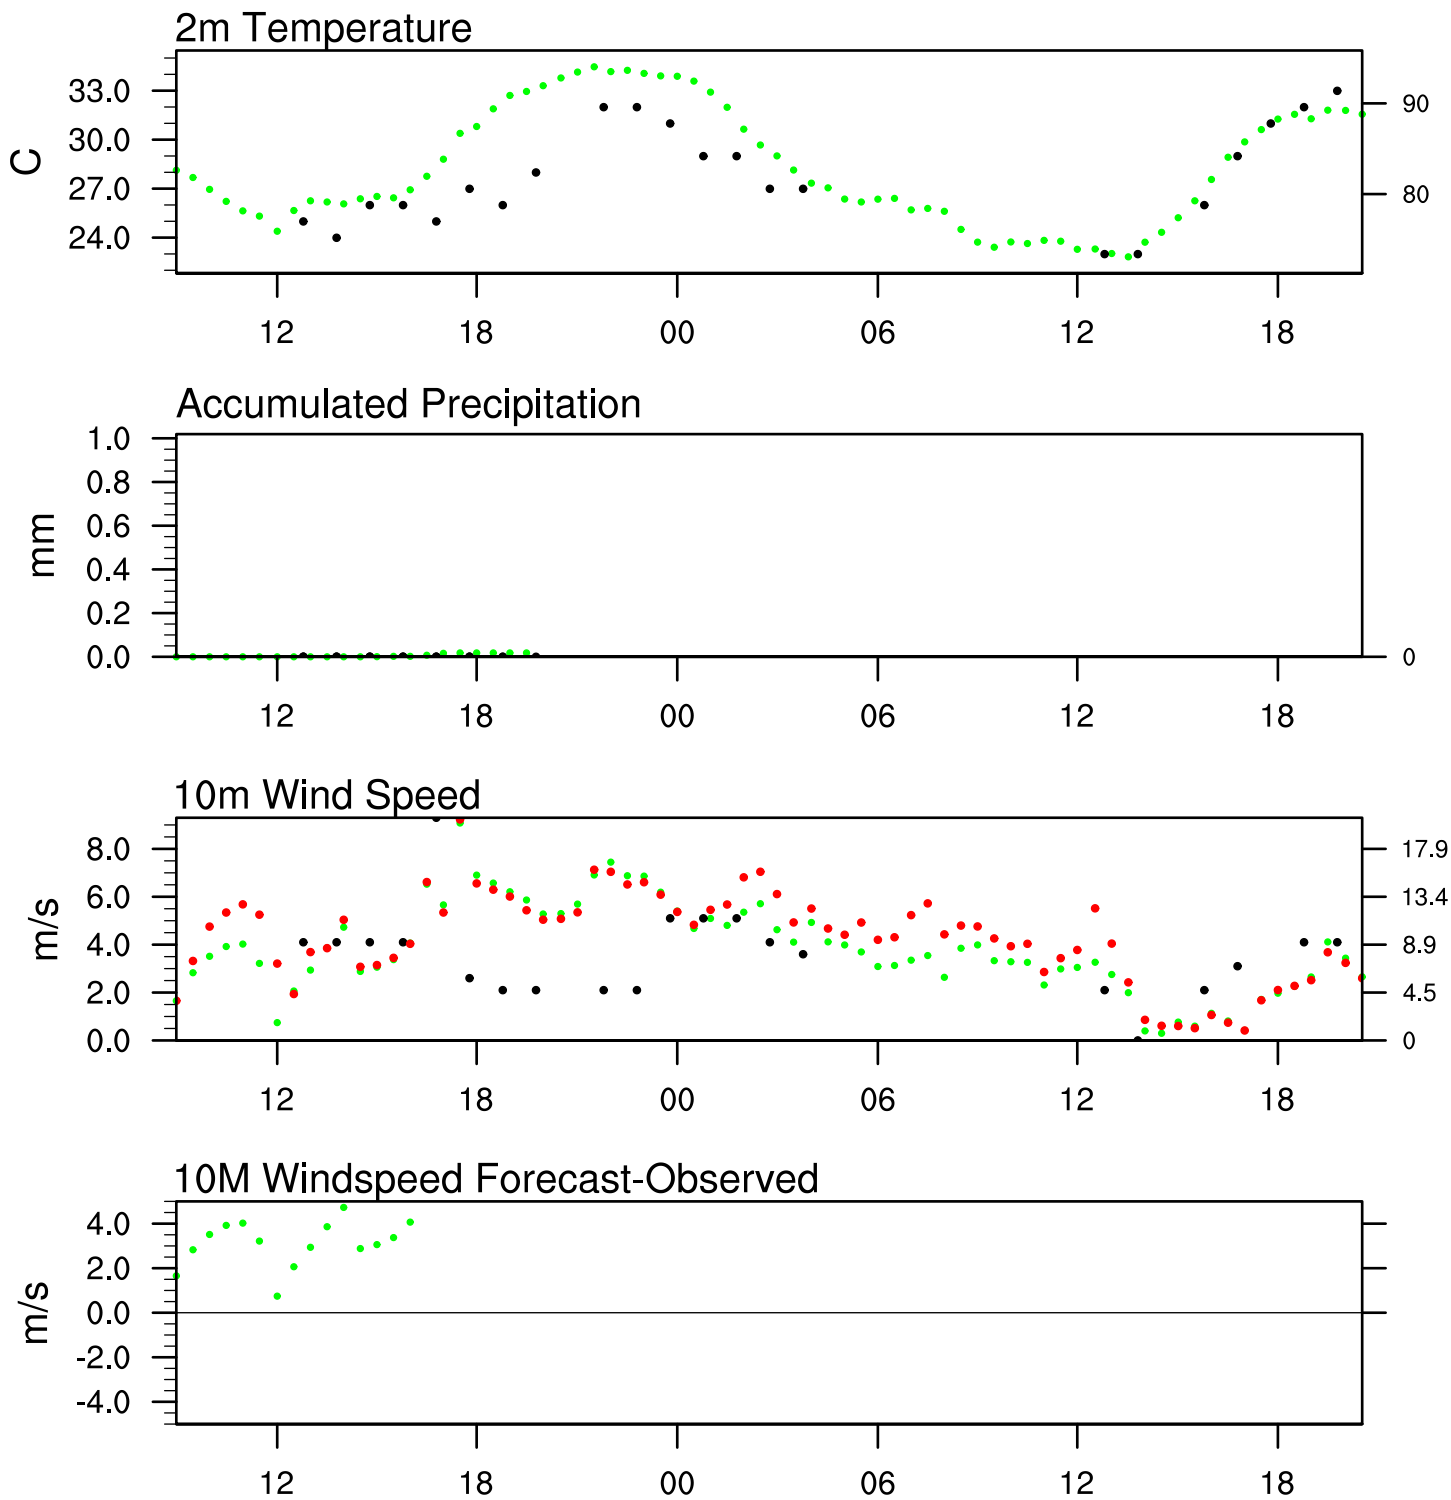 2m Temperature
33.0
30.0
27.0
24.0
C
90
80
12 18 00 06 12 18
Accumulated Precipitation
1.0
0.8
0.6
0.4
0.2
0.0
mm
0
12 18 00 06 12 18
10m Wind Speed
8.0
6.0
4.0
2.0
0.0
m/s
17.9
13.4
8.9
4.5
0
12 18 00 06 12 18
10M Windspeed Forecast-Observed
4.0
2.0
0.0
-2.0
-4.0
m/s
12 18 00 06 12 18